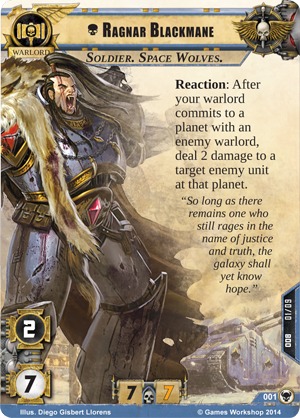 Ragnar Blackmane
WARLORD
Soldier. Space Wolves.
Reaction: After
your warlord
commits to a
planet with an
enemy warlord,
deal 2 damage to a
target enemy unit
at that planet.
“So long as there
remains one who
still rages in the
name of justice
and truth, the
galaxy shall
yet know
hope.”
2
7
7 7
008 01/09
001
Illus. Diego Gisbert Llorens
© Games Workshop 2014